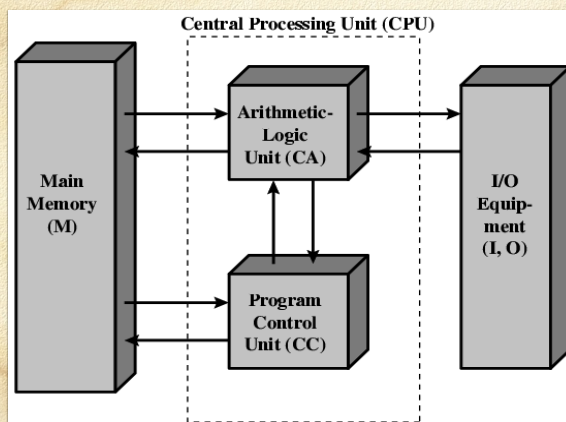 Central Processing Unit (CPU)
Main
Memory
(M)
Arithmetic-
Logic
Unit (CA)
Program
Control
Unit (CC)
I/O
Equip-
ment
(I, O)